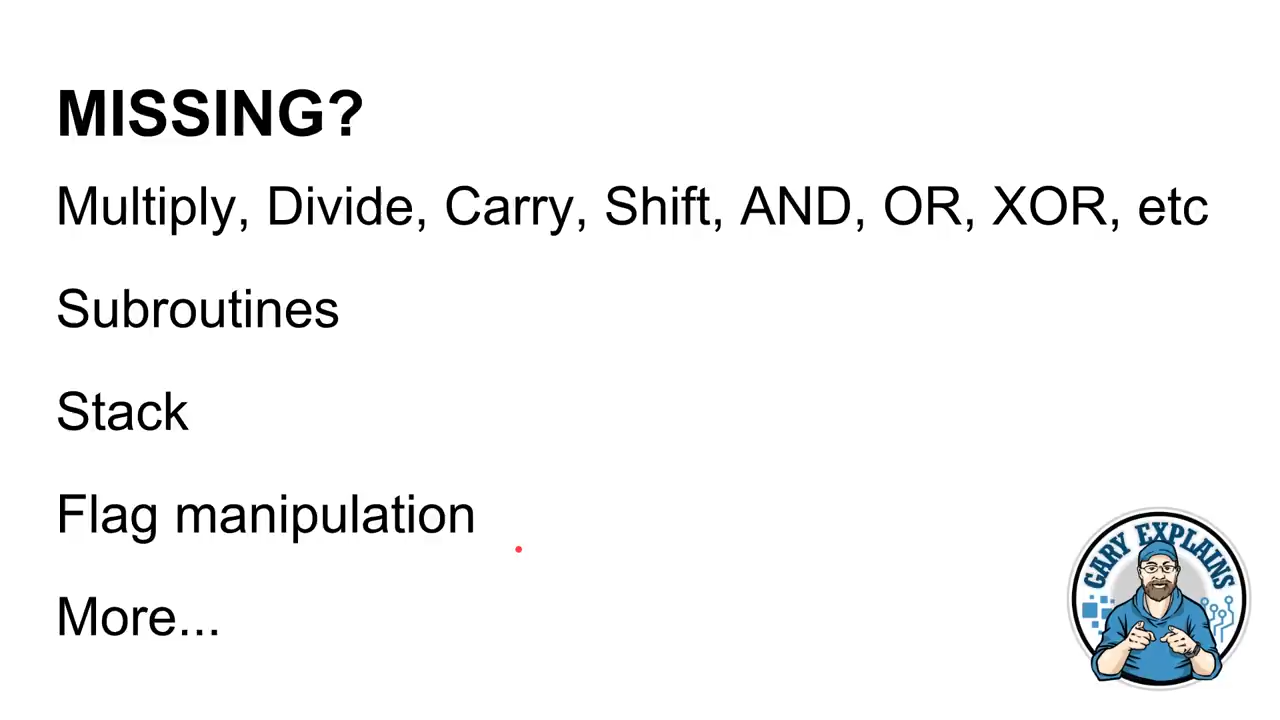 MISSING?
Multiply, Divide, Carry, Shift, AND, OR, XOR, etc
Subroutines
Stack
Flag manipulation
More...
GARY EXPLAINS